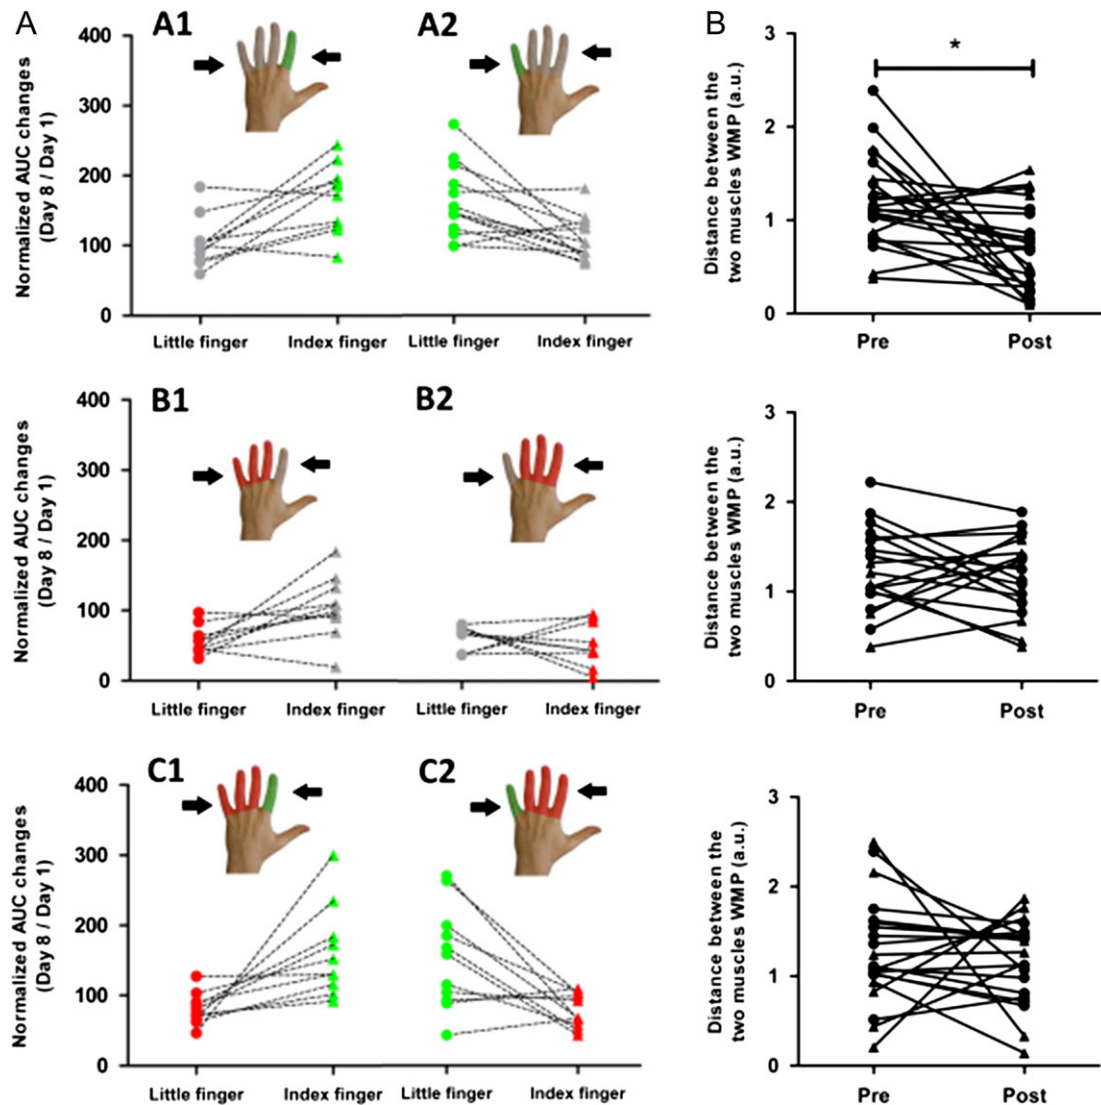 A
A1
A2
Normalized AUC changes
(Day 8 / Day 1)
400
300
200
100
0
Little finger
Index finger
Little finger
Index finger
B
*
Distance between the
two muscles WMP (a.u.)
3
2
1
0
Pre
Post
B1
B2
Normalized AUC changes
(Day 8 / Day 1)
400
300
200
100
0
Little finger
Index finger
Little finger
Index finger
Distance between the
two muscles WMP (a.u.)
3
2
1
0
Pre
Post
C1
C2
Normalized AUC changes
(Day 8 / Day 1)
400
300
200
100
0
Little finger
Index finger
Little finger
Index finger
Distance between the
two muscles WMP (a.u.)
3
2
1
0
Pre
Post